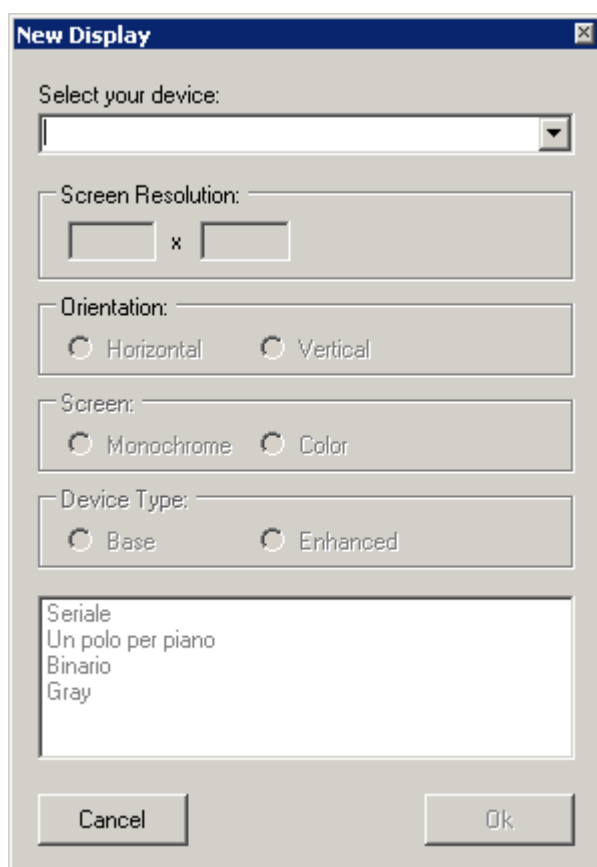 New Display
Select your device:
Screen Resolution:
x
Orientation:
Horizontal Vertical
Screen:
Monochrome Color
Device Type:
Base Enhanced
Seriale
Un polo per piano
Binario
Gray
Cancel Ok